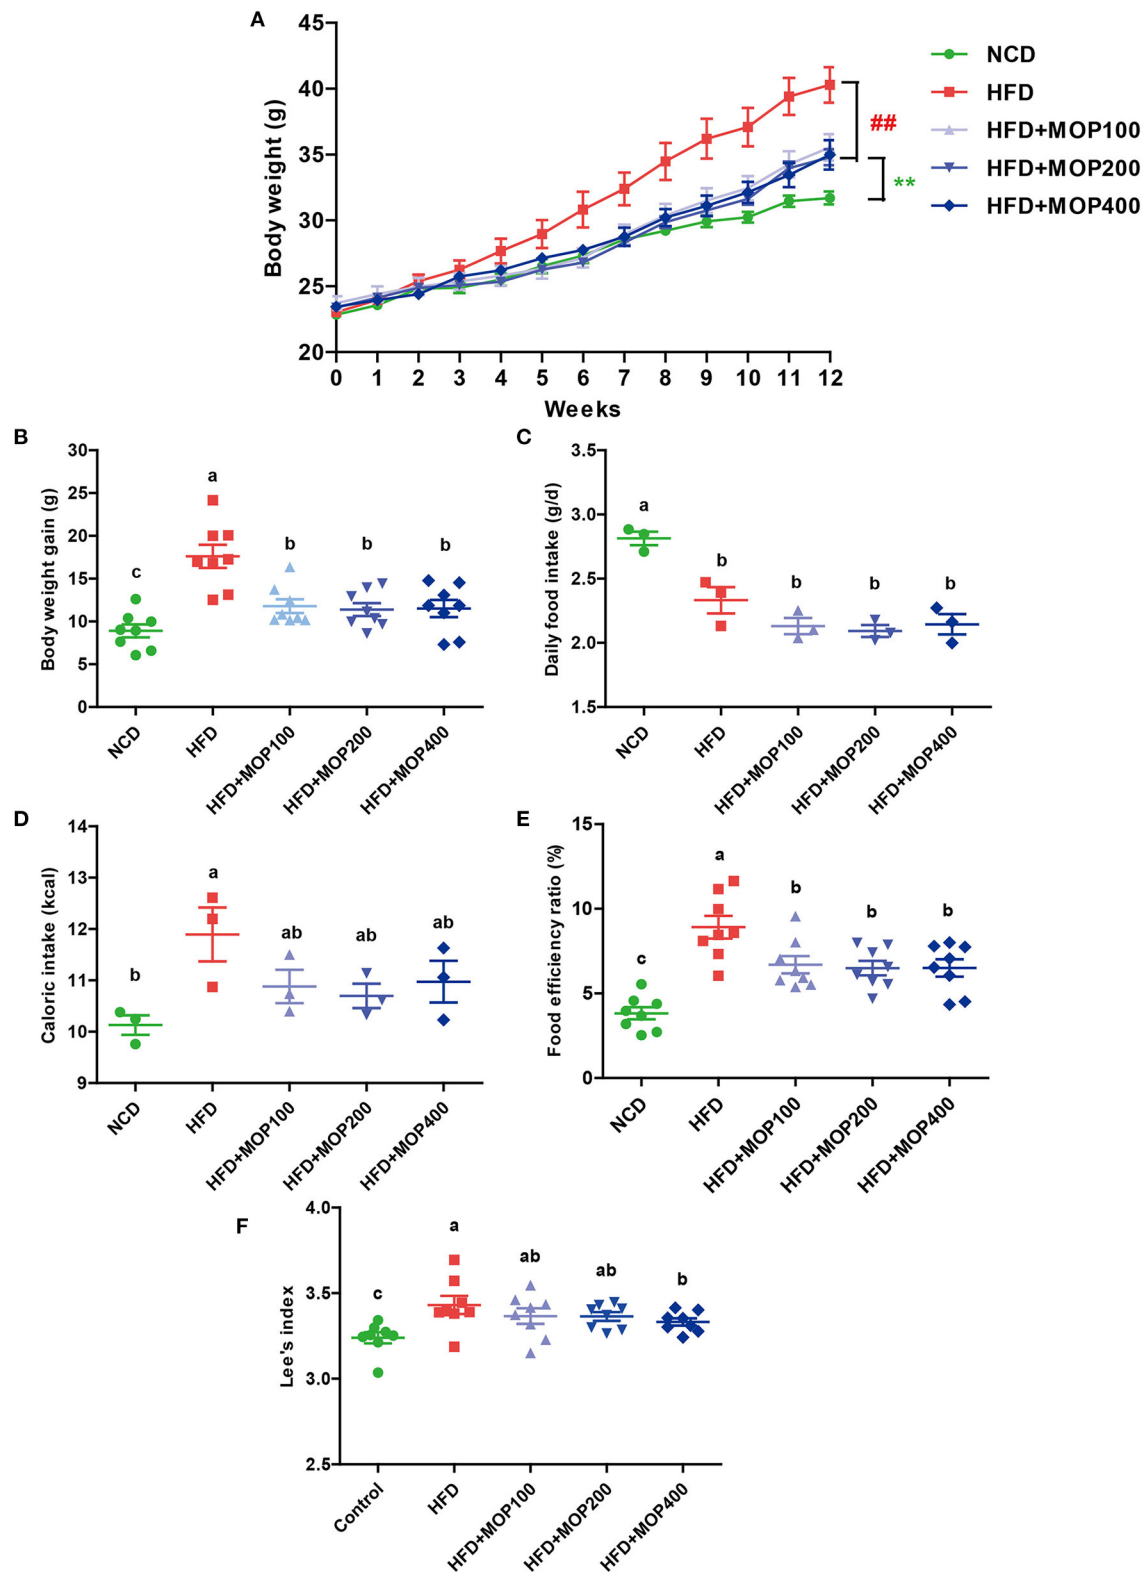 A
Body weight (g)
45
40
35
30
25
20
0 1 2 3 4 5 6 7 8 9 10 11 12
Weeks
##
**
NCD
HFD
HFD+MOP100
HFD+MOP200
HFD+MOP400
B
Body weight gain (g)
30
25
20
15
10
5
0
c a b b b
NCD HFD HFD+MOP100 HFD+MOP200 HFD+MOP400
C
Daily food intake (g/d)
3.5
3.0
2.5
2.0
1.5
a b b b b
NCD HFD HFD+MOP100 HFD+MOP200 HFD+MOP400
D
Caloric intake (kcal)
14
13
12
11
10
9
b a ab ab ab
NCD HFD HFD+MOP100 HFD+MOP200 HFD+MOP400
E
Food efficiency ratio (%)
15
10
5
0
c a b b b
NCD HFD HFD+MOP100 HFD+MOP200 HFD+MOP400
F
Lee's index
4.0
3.5
3.0
2.5
c a ab ab b
Control HFD HFD+MOP100 HFD+MOP200 HFD+MOP400